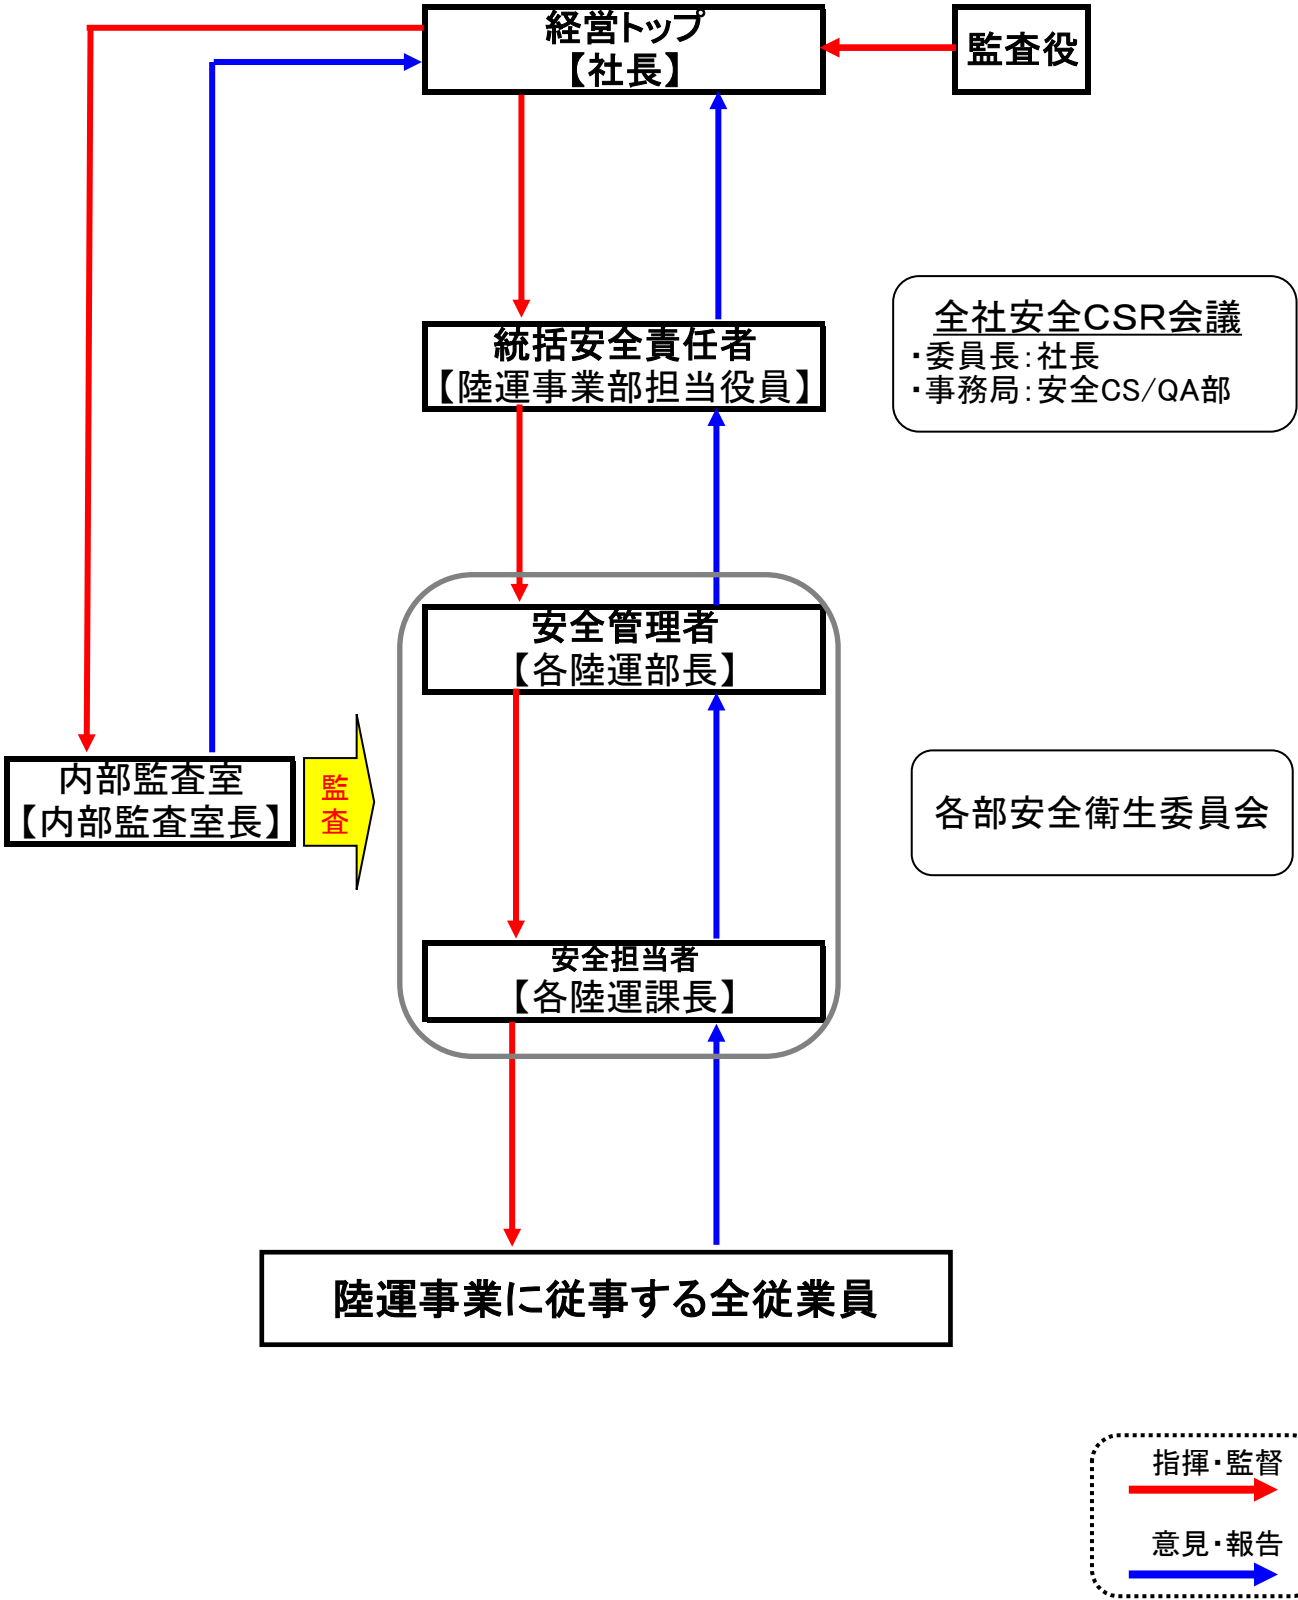 経営トップ
【社長】
監査役
統括安全責任者
【陸運事業部担当役員】
全社安全CSR会議
・委員長:社長
・事務局:安全CS/QA部
安全管理者
【各陸運部長】
内部監査室
【内部監査室長】
監
査
各部安全衛生委員会
安全担当者
【各陸運課長】
陸運事業に従事する全従業員
指揮・監督
意見・報告